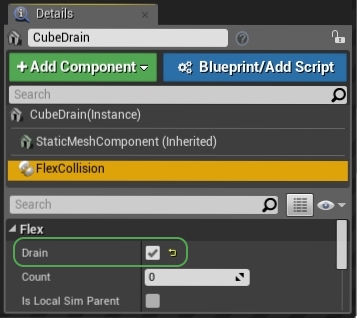 Details
CubeDrain
+ Add Component
Blueprint/Add Script
Search
CubeDrain(Instance)
StaticMeshComponent (Inherited)
FlexCollision
Search
Flex
Drain
Count 0
Is Local Sim Parent